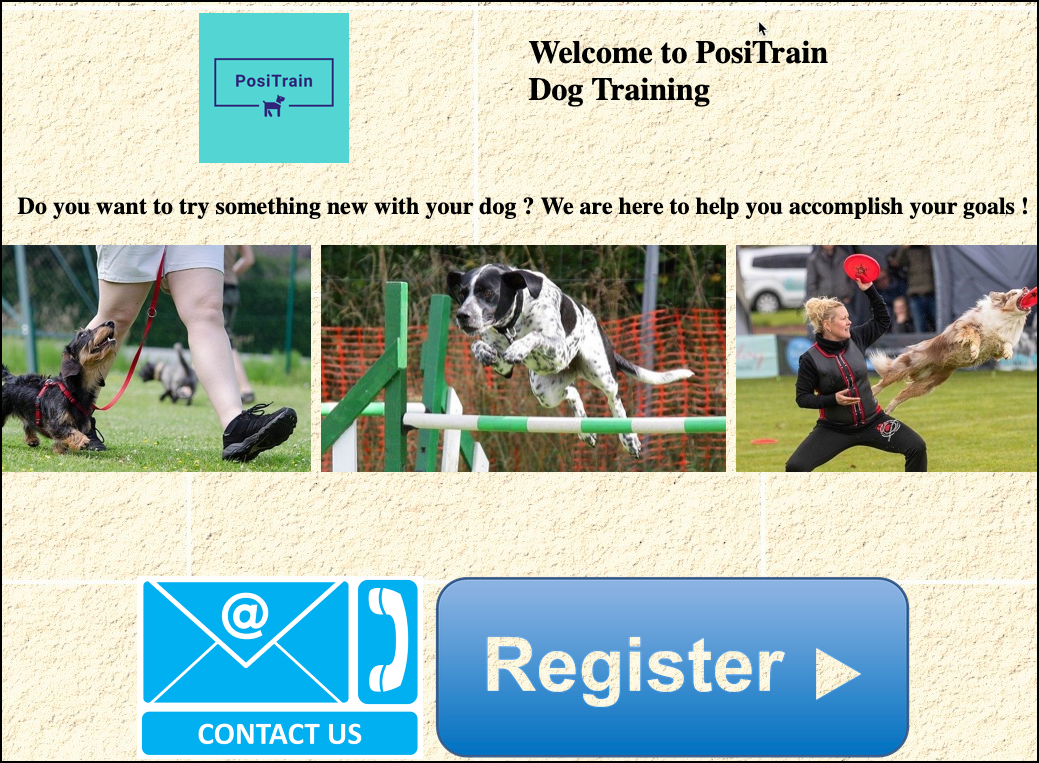 PosiTrain
Welcome to PosiTrain
Dog Training
Do you want to try something new with your dog ? We are here to help you accomplish your goals !
@
CONTACT US
Register